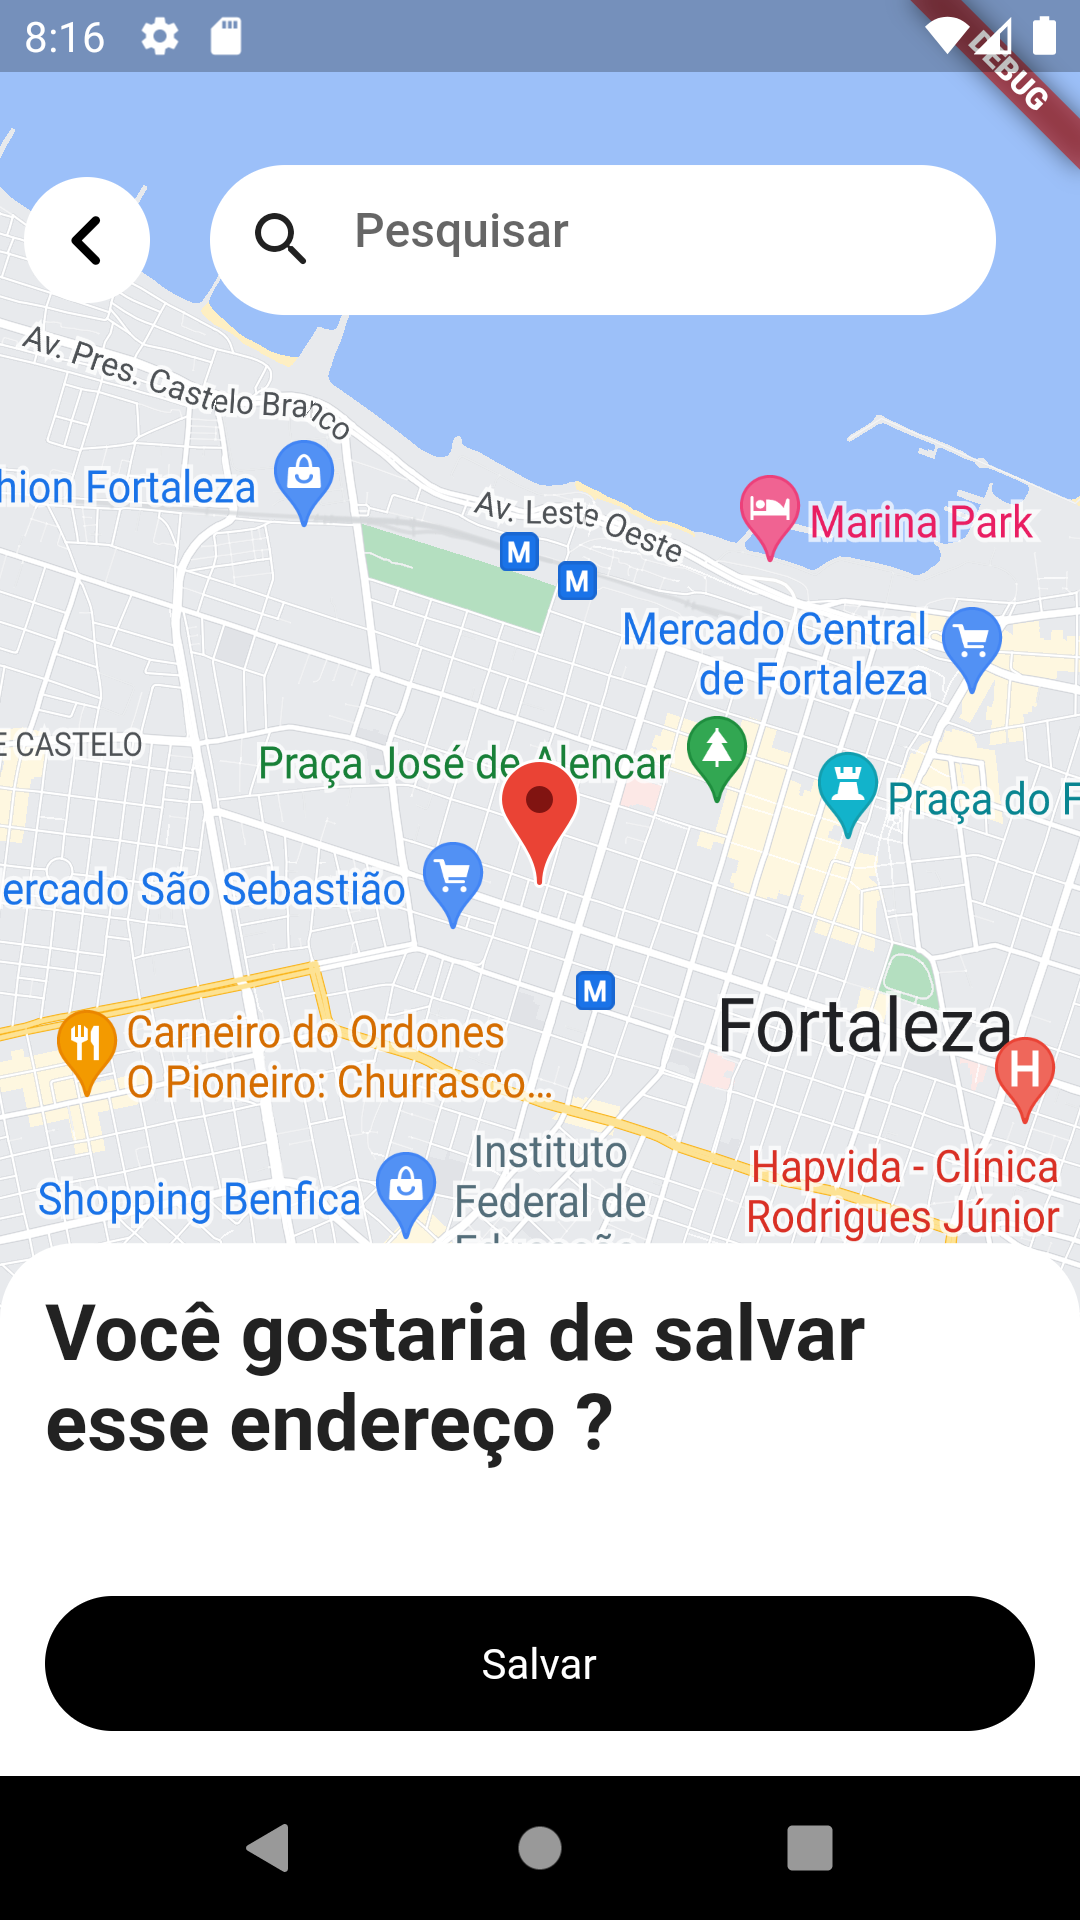 8:16
DEBUG
Pesquisar
Av. Pres. Castelo Branco
hion Fortaleza
Av. Leste Oeste
Marina Park
M
M
Mercado Central
de Fortaleza
E CASTELO
Praça José de Alencar
Praça do F
ercado São Sebastião
M
Fortaleza
Carneiro do Ordones
O Pioneiro: Churrasco...
H
Instituto
Federal de
Educação
Hapvida - Clínica
Rodrigues Júnior
Shopping Benfica
Você gostaria de salvar
esse endereço ?
Salvar